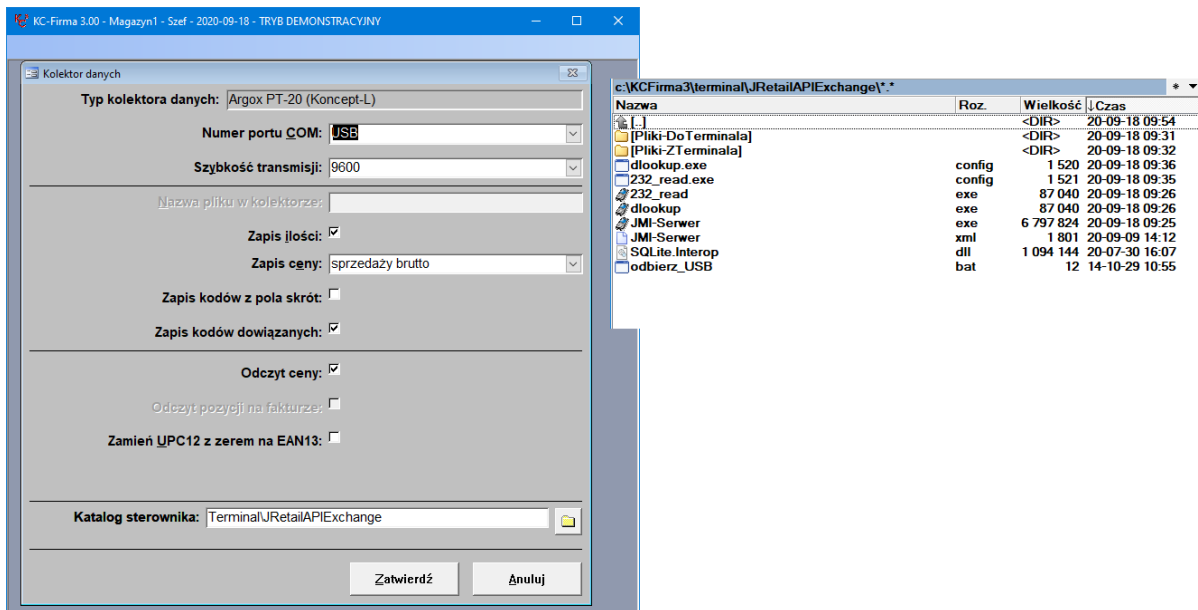 KC-Firma 3.00 - Magazyn1 - Szef - 2020-09-18 - TRYB DEMONSTRACYJNY
Kolektor danych
Typ kolektora danych: Argox PT-20 (Koncept-L)
Numer portu COM: USB
Szybkość transmisji: 9600
Nazwa pliku w kolektorze:
Zapis ilości:
Zapis ceny: sprzedaży brutto
Zapis kodów z pola skrót:
Zapis kodów dowiązanych:
Odczyt ceny:
Odczyt pozycji na fakturze:
Zamień UPC12 z zerem na EAN13:
Katalog sterownika: Terminal\JRetailAPIExchange
Zatwierdź Anuluj
c:\KCFirma3\terminal\JRetailAPIExchange\*.* * ▼
Nazwa Roz. Wielkość ↓Czas
[..] <DIR> 20-09-18 09:54
[Pliki-DoTerminala] <DIR> 20-09-18 09:31
[Pliki-ZTerminala] <DIR> 20-09-18 09:32
dlookup.exe config 1 520 20-09-18 09:36
232_read.exe config 1 521 20-09-18 09:35
232_read exe 87 040 20-09-18 09:26
dlookup exe 87 040 20-09-18 09:26
JMI-Serwer exe 6 797 824 20-09-18 09:25
JMI-Serwer xml 1 801 20-09-09 14:12
SQLite.Interop dll 1 094 144 20-07-30 16:07
odbierz_USB bat 12 14-10-29 10:55